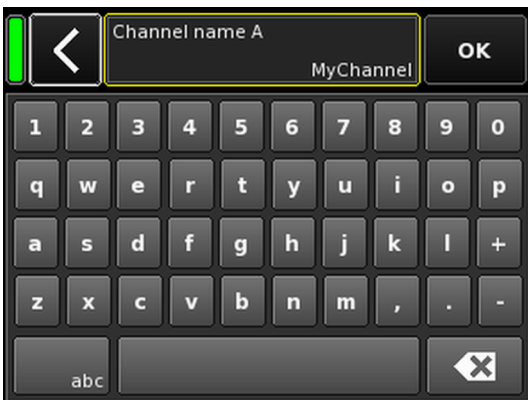 Channel name A
MyChannel
OK
1 2 3 4 5 6 7 8 9 0
q w e r t y u i o p
a s d f g h j k l +
z x c v b n m , . -
abc